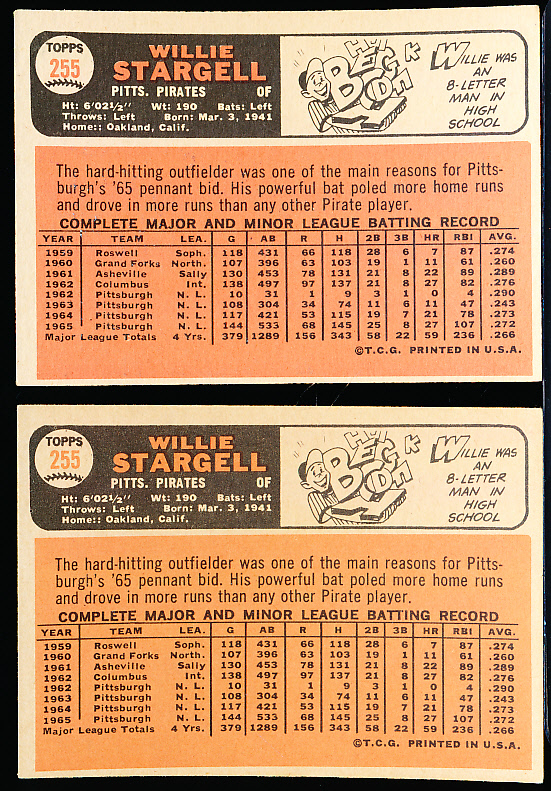 TOPPS
255
WILLIE
STARGELL
PITTS. PIRATES OF
Ht: 6'02½" Wt: 190 Bats: Left
Throws: Left Born: Mar. 3, 1941
Home:: Oakland, Calif.
WILLIE WAS
AN
8-LETTER
MAN IN
HIGH
SCHOOL
The hard-hitting outfielder was one of the main reasons for Pitts-
burgh's '65 pennant bid. His powerful bat poled more home runs
and drove in more runs than any other Pirate player.
COMPLETE MAJOR AND MINOR LEAGUE BATTING RECORD
YEAR TEAM LEA. G AB R H 2B 3B HR RBI AVG.
1959 Roswell Soph. 118 431 66 118 28 6 7 87 .274
1960 Grand Forks North. 107 396 63 103 19 1 11 61 .260
1961 Asheville Sally 130 453 78 131 21 8 22 89 .289
1962 Columbus Int. 138 497 97 137 21 8 27 82 .276
1962 Pittsburgh N. L. 10 31 1 9 3 1 0 4 .290
1963 Pittsburgh N. L. 108 304 34 74 11 6 11 47 .243
1964 Pittsburgh N. L. 117 421 53 115 19 7 21 78 .273
1965 Pittsburgh N. L. 144 533 68 145 25 8 27 107 .272
Major League Totals 4 Yrs. 379 1289 156 343 58 22 59 236 .266
©T.C.G. PRINTED IN U.S.A.
TOPPS
255
WILLIE
STARGELL
PITTS. PIRATES OF
Ht: 6'02½" Wt: 190 Bats: Left
Throws: Left Born: Mar. 3, 1941
Home:: Oakland, Calif.
WILLIE WAS
AN
8-LETTER
MAN IN
HIGH
SCHOOL
The hard-hitting outfielder was one of the main reasons for Pitts-
burgh's '65 pennant bid. His powerful bat poled more home runs
and drove in more runs than any other Pirate player.
COMPLETE MAJOR AND MINOR LEAGUE BATTING RECORD
YEAR TEAM LEA. G AB R H 2B 3B HR RBI AVG.
1959 Roswell Soph. 118 431 66 118 28 6 7 87 .274
1960 Grand Forks North. 107 396 63 103 19 1 11 61 .260
1961 Asheville Sally 130 453 78 131 21 8 22 89 .289
1962 Columbus Int. 138 497 97 137 21 8 27 82 .276
1962 Pittsburgh N. L. 10 31 1 9 3 1 0 4 .290
1963 Pittsburgh N. L. 108 304 34 74 11 6 11 47 .243
1964 Pittsburgh N. L. 117 421 53 115 19 7 21 78 .273
1965 Pittsburgh N. L. 144 533 68 145 25 8 27 107 .272
Major League Totals 4 Yrs. 379 1289 156 343 58 22 59 236 .266
©T.C.G. PRINTED IN U.S.A.